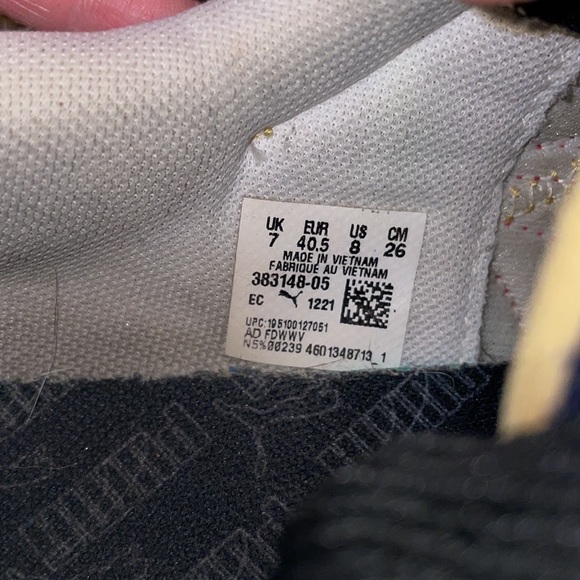 UK EUR US CM
7 40.5 8 26
MADE IN VIETNAM
FABRIQUÉ AU VIETNAM
383148-05
EC 1221
UPC:195100127051
AD FDWWV
N5%00239 4601348713_1